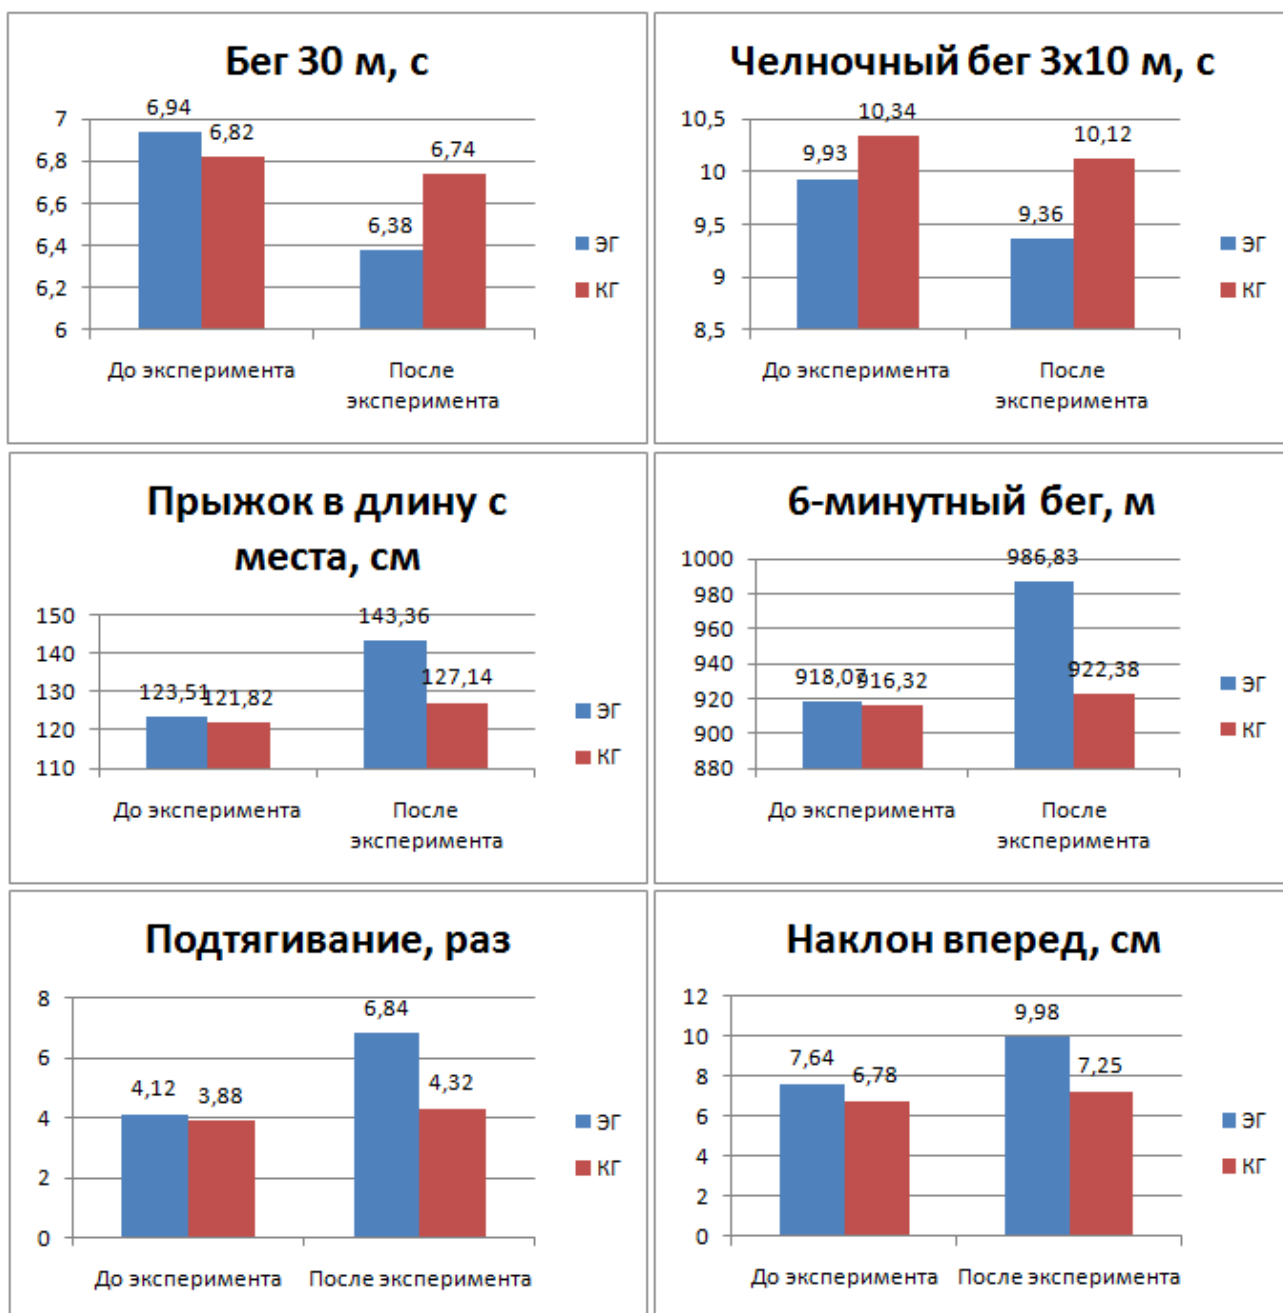 Бег 30 м, с
7
6,8
6,6
6,4
6,2
6
6,94
6,82
6,38
6,74
До эксперимента
После
эксперимента
ЭГ
КГ
Челночный бег 3х10 м, с
10,5
10
9,5
9
8,5
9,93
10,34
9,36
10,12
До эксперимента
После
эксперимента
ЭГ
КГ
Прыжок в длину с
места, см
150
140
130
120
110
123,51
121,82
143,36
127,14
До эксперимента
После
эксперимента
ЭГ
КГ
6-минутный бег, м
1000
980
960
940
920
900
880
918,07
916,32
986,83
922,38
До эксперимента
После
эксперимента
ЭГ
КГ
Подтягивание, раз
8
6
4
2
0
4,12
3,88
6,84
4,32
До эксперимента
После эксперимента
ЭГ
КГ
Наклон вперед, см
12
10
8
6
4
2
0
7,64
6,78
9,98
7,25
До эксперимента
После эксперимента
ЭГ
КГ